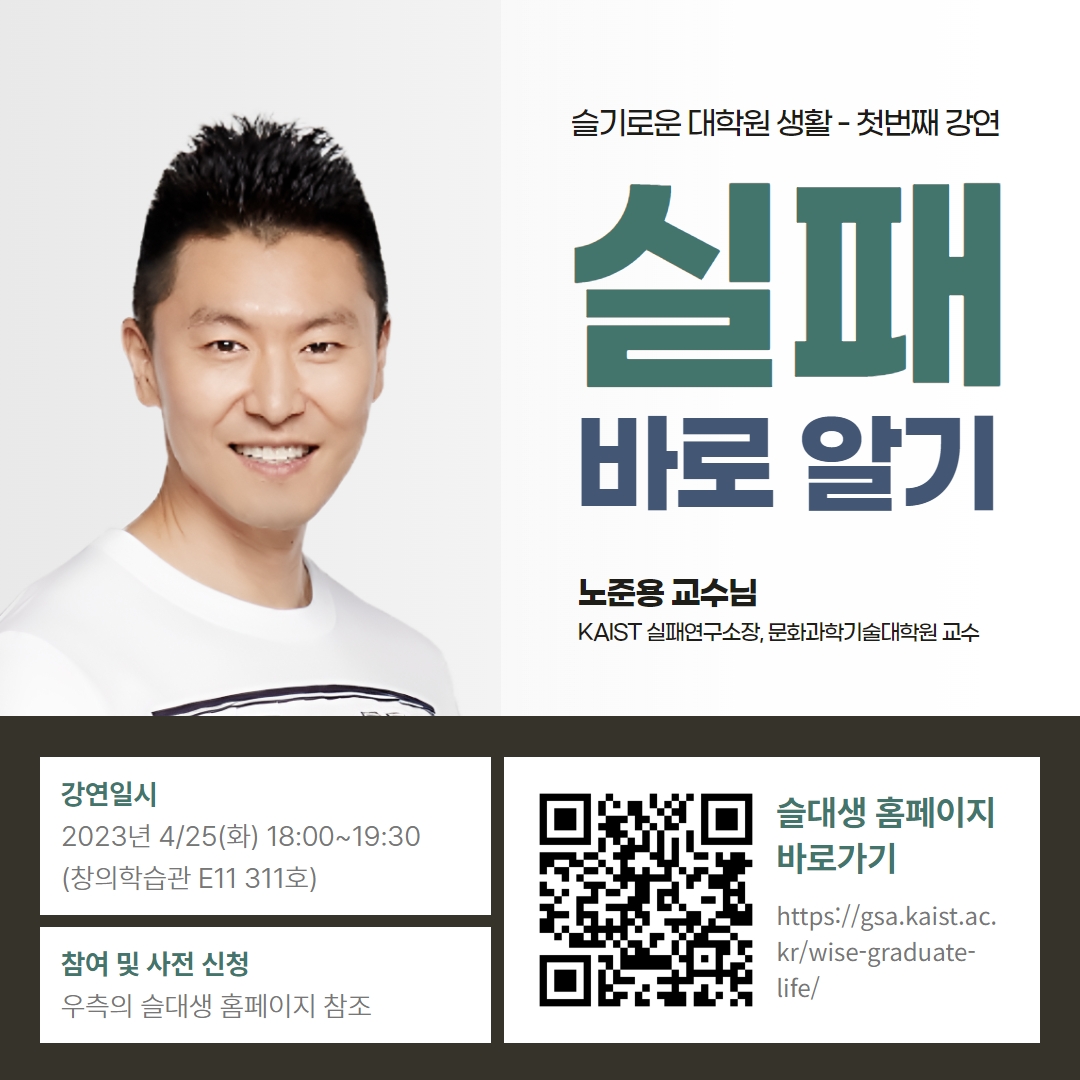 슬기로운 대학원 생활 - 첫번째 강연
실패
바로 알기
노준용 교수님
KAIST 실패연구소장, 문화과학기술대학원 교수
강연일시
2023년 4/25(화) 18:00~19:30
(창의학습관 E11 311호)
참여 및 사전 신청
우측의 슬대생 홈페이지 참조
슬대생 홈페이지
바로가기
https://gsa.kaist.ac.
kr/wise-graduate-
life/